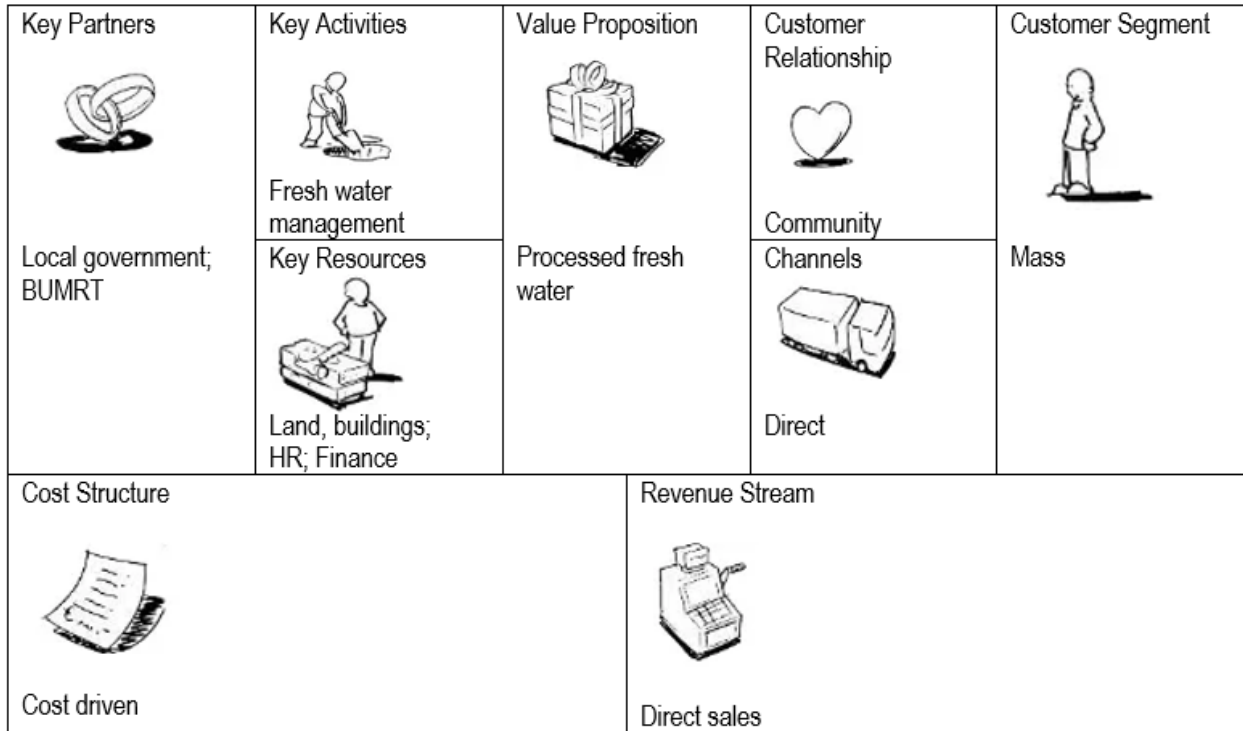 Key Partners
Local government;
BUMRT
Key Activities
Fresh water
management
Key Resources
Land, buildings;
HR; Finance
Value Proposition
Processed fresh
water
Customer
Relationship
Community
Channels
Direct
Customer Segment
Mass
Cost Structure
Cost driven
Revenue Stream
Direct sales